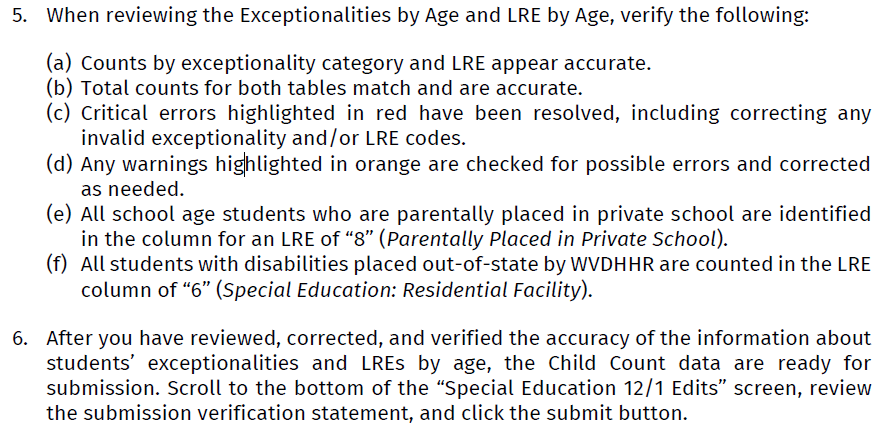 5. When reviewing the Exceptionalities by Age and LRE by Age, verify the following:
(a) Counts by exceptionality category and LRE appear accurate.
(b) Total counts for both tables match and are accurate.
(c) Critical errors highlighted in red have been resolved, including correcting any
invalid exceptionality and/or LRE codes.
(d) Any warnings highlighted in orange are checked for possible errors and corrected
as needed.
(e) All school age students who are parentally placed in private school are identified
in the column for an LRE of “8” (Parentally Placed in Private School).
(f) All students with disabilities placed out-of-state by WVDHHR are counted in the LRE
column of “6” (Special Education: Residential Facility).
6. After you have reviewed, corrected, and verified the accuracy of the information about
students’ exceptionalities and LREs by age, the Child Count data are ready for
submission. Scroll to the bottom of the “Special Education 12/1 Edits” screen, review
the submission verification statement, and click the submit button.